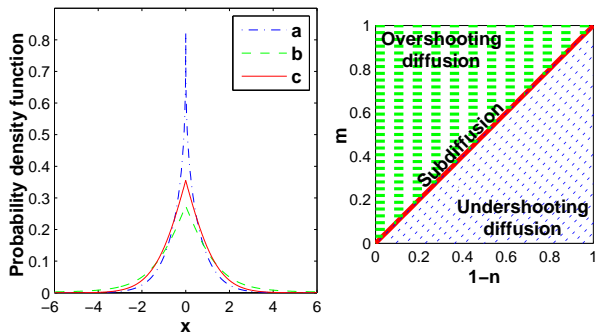 Probability density function
0.8
0.7
0.6
0.5
0.4
0.3
0.2
0.1
0
−6 −4 −2 0 2 4 6
x
a
b
c
m
1
0.8
0.6
0.4
0.2
0
0 0.2 0.4 0.6 0.8 1
1−n
Overshooting
diffusion
Subdiffusion
Undershooting
diffusion